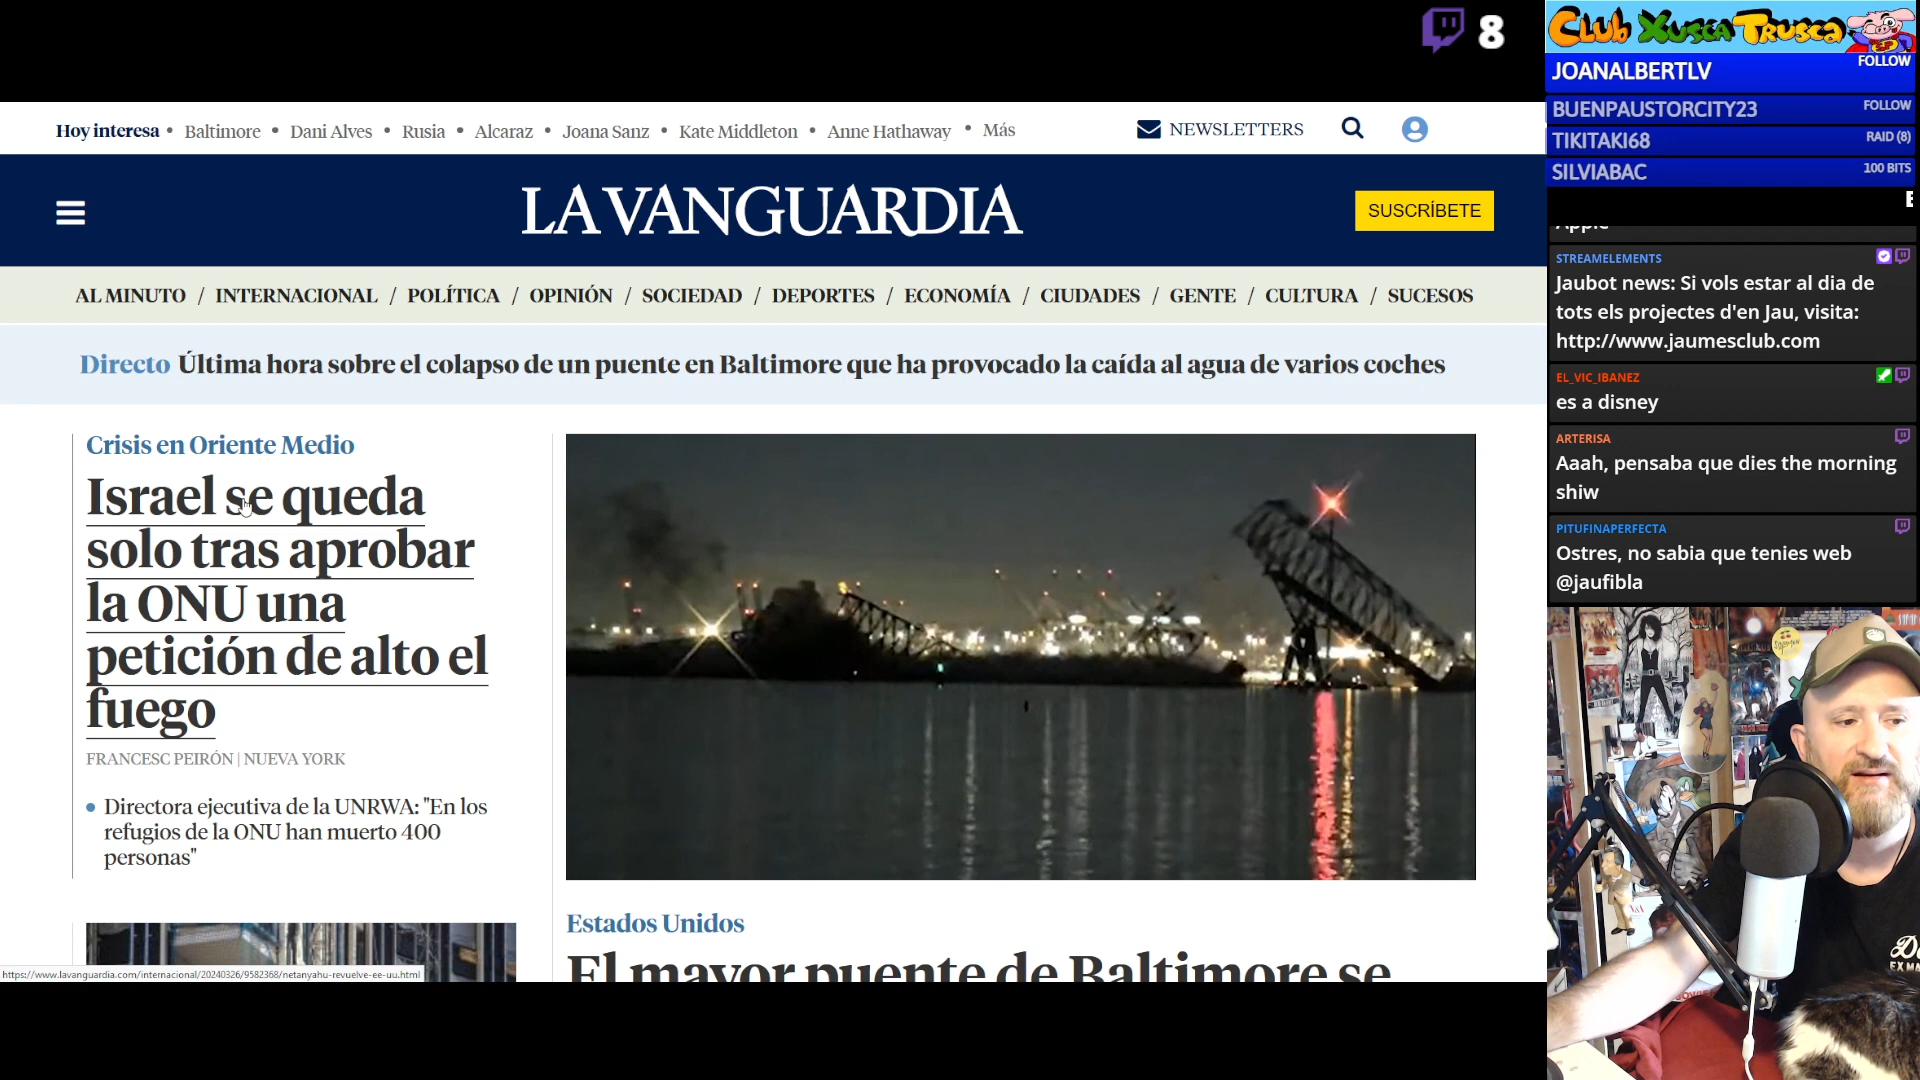 8
Club Xusca Trusca
JOANALBERTLV FOLLOW
BUENPAUSTORCITY23 FOLLOW
TIKITAKI68 RAID (8)
SILVIABAC 100 BITS
Hoy interesa • Baltimore • Dani Alves • Rusia • Alcaraz • Joana Sanz • Kate Middleton • Anne Hathaway • Más
NEWSLETTERS
LA VANGUARDIA
SUSCRÍBETE
AL MINUTO / INTERNACIONAL / POLÍTICA / OPINIÓN / SOCIEDAD / DEPORTES / ECONOMÍA / CIUDADES / GENTE / CULTURA / SUCESOS
Directo Última hora sobre el colapso de un puente en Baltimore que ha provocado la caída al agua de varios coches
Crisis en Oriente Medio
Israel se queda
solo tras aprobar
la ONU una
petición de alto el
fuego
FRANCESC PEIRÓN | NUEVA YORK
• Directora ejecutiva de la UNRWA: "En los
refugios de la ONU han muerto 400
personas"
Estados Unidos
El mayor puente de Baltimore se
https://www.lavanguardia.com/internacional/20240326/9582368/netanyahu-revuelve-ee-uu.html
Apple
STREAMELEMENTS
Jaubot news: Si vols estar al dia de
tots els projectes d'en Jau, visita:
http://www.jaumesclub.com
EL_VIC_IBANEZ
es a disney
ARTERISA
Aaah, pensaba que dies the morning
shiw
PITUFINAPERFECTA
Ostres, no sabia que tenies web
@jaufibla